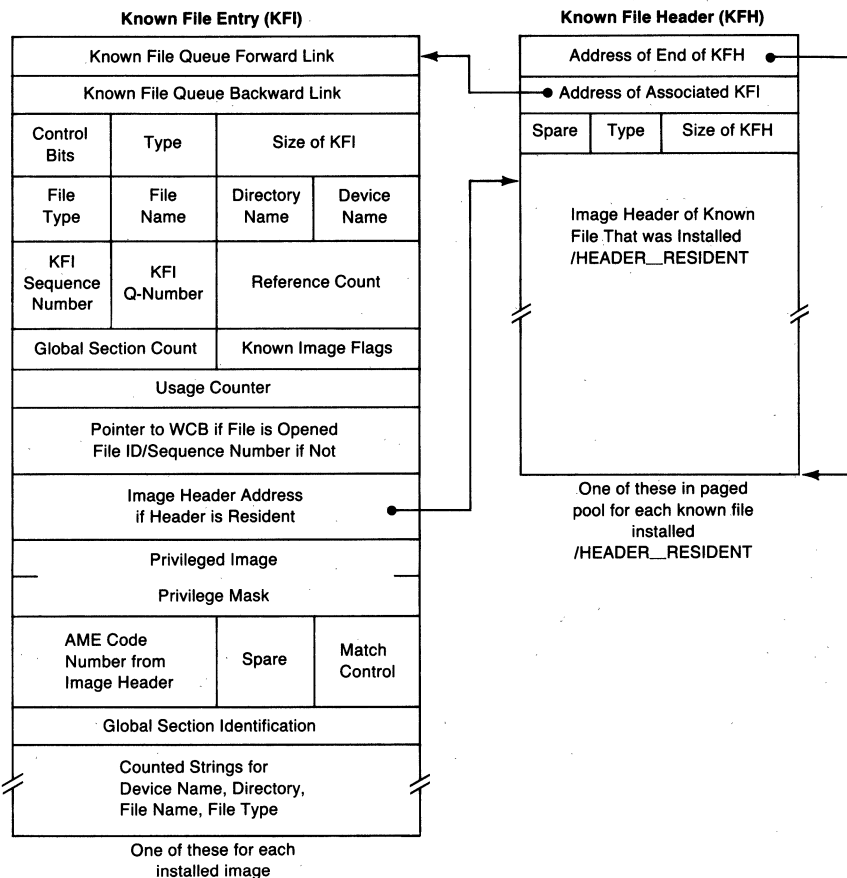 Known File Entry (KFI)
Known File Queue Forward Link
Known File Queue Backward Link
Control
Bits
Type
Size of KFI
File
Type
File
Name
Directory
Name
Device
Name
KFI
Sequence
Number
KFI
Q-Number
Reference Count
Global Section Count
Known Image Flags
Usage Counter
Pointer to WCB if File is Opened
File ID/Sequence Number if Not
Image Header Address
if Header is Resident
Privileged Image
Privilege Mask
AME Code
Number from
Image Header
Spare
Match
Control
Global Section Identification
Counted Strings for
Device Name, Directory,
File Name, File Type
One of these for each
installed image
Known File Header (KFH)
Address of End of KFH
Address of Associated KFI
Spare
Type
Size of KFH
Image Header of Known
File That was Installed
/HEADER__RESIDENT
One of these in paged
pool for each known file
installed
/HEADER__RESIDENT